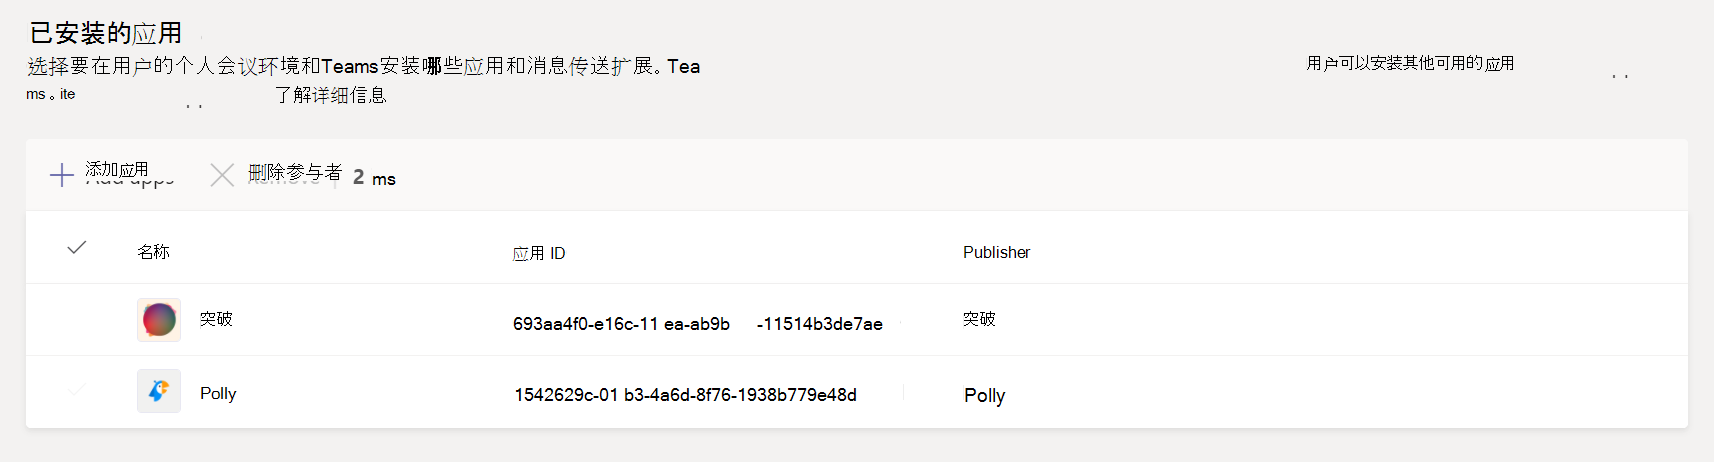 已安装的应用
选择要在用户的个人会议环境和Teams安装哪些应用和消息传送扩展。Tea 用户可以安装其他可用的应用
ms。ite 了解详细信息
添加应用 删除参与者 2 ms
名称 应用 ID Publisher
突破 693aa4f0-e16c-11 ea-ab9b -11514b3de7ae 突破
Polly 1542629c-01 b3-4a6d-8f76-1938b779e48d Polly